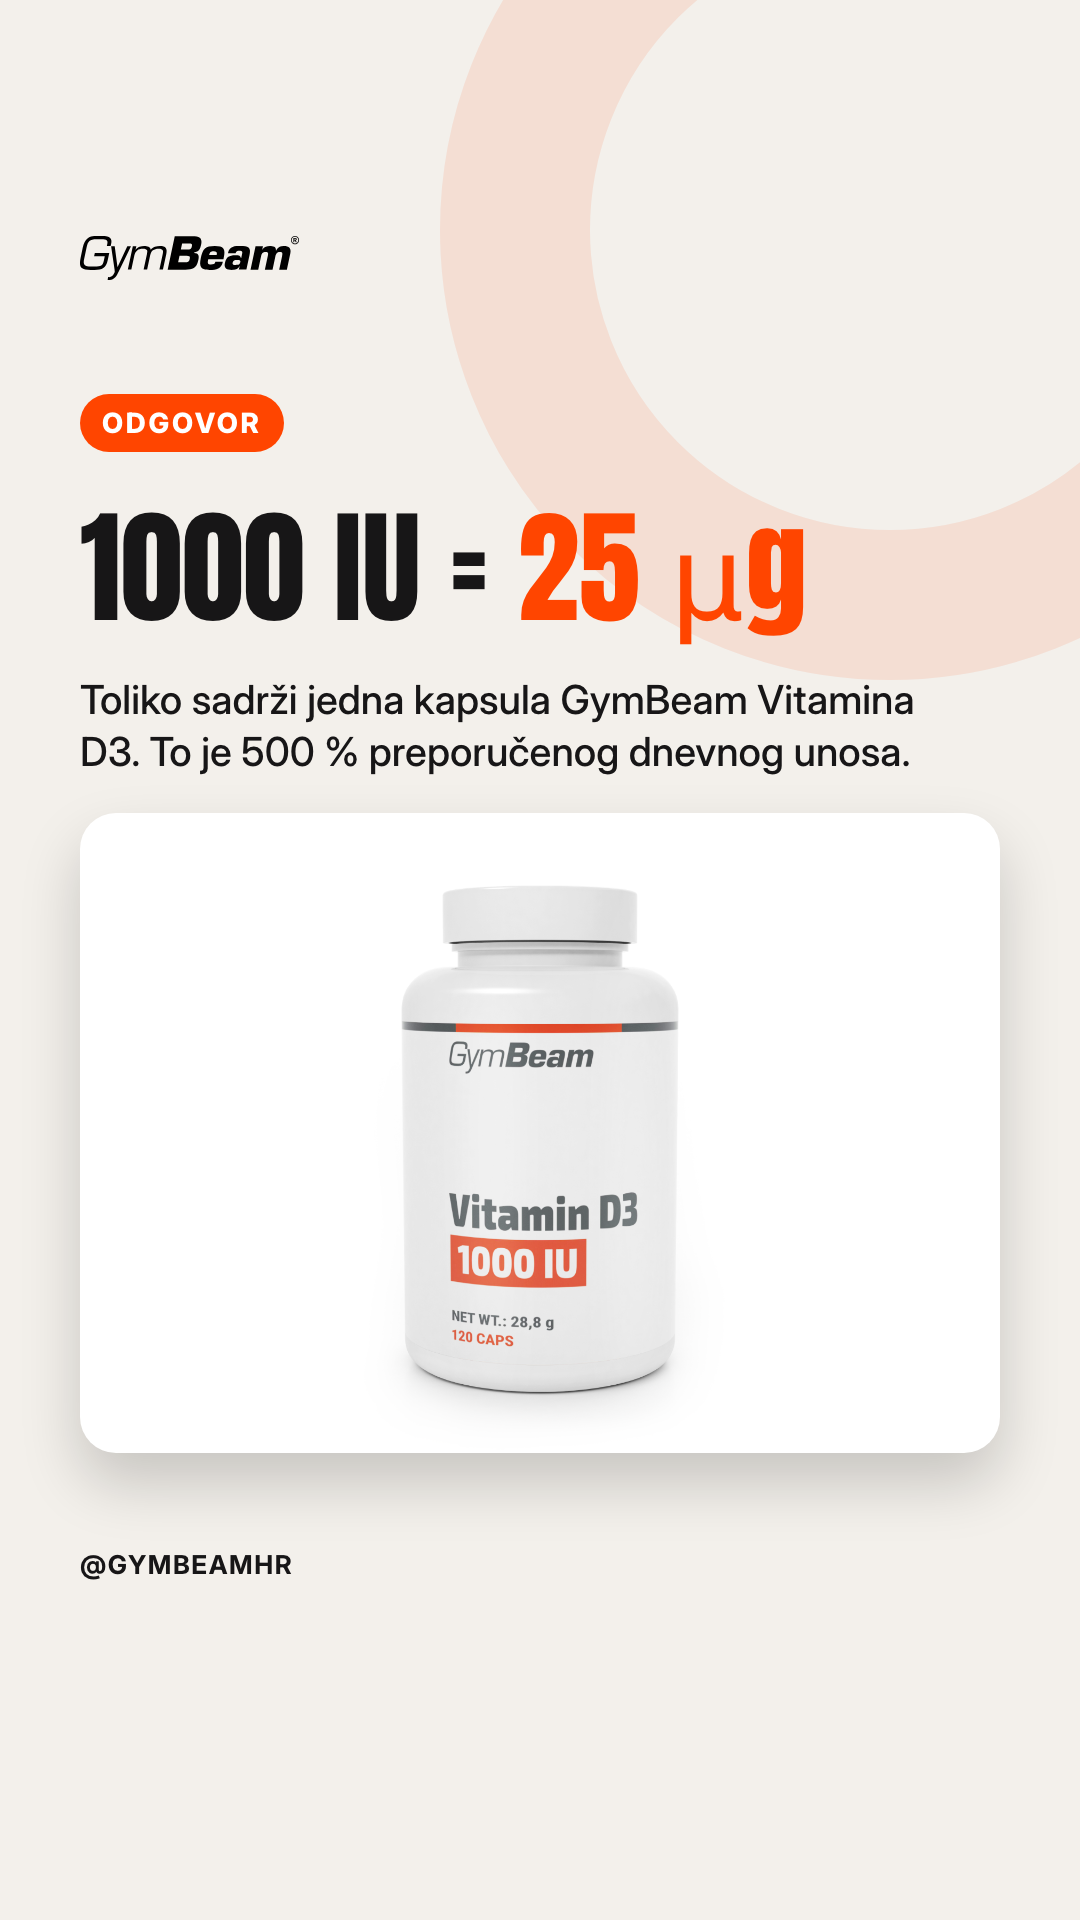 GymBeam®
ODGOVOR
1000 IU = 25 µg
Toliko sadrži jedna kapsula GymBeam Vitamina
D3. To je 500 % preporučenog dnevnog unosa.
GymBeam
Vitamin D3
1000 IU
NET WT.: 28,8 g
120 CAPS
@GYMBEAMHR